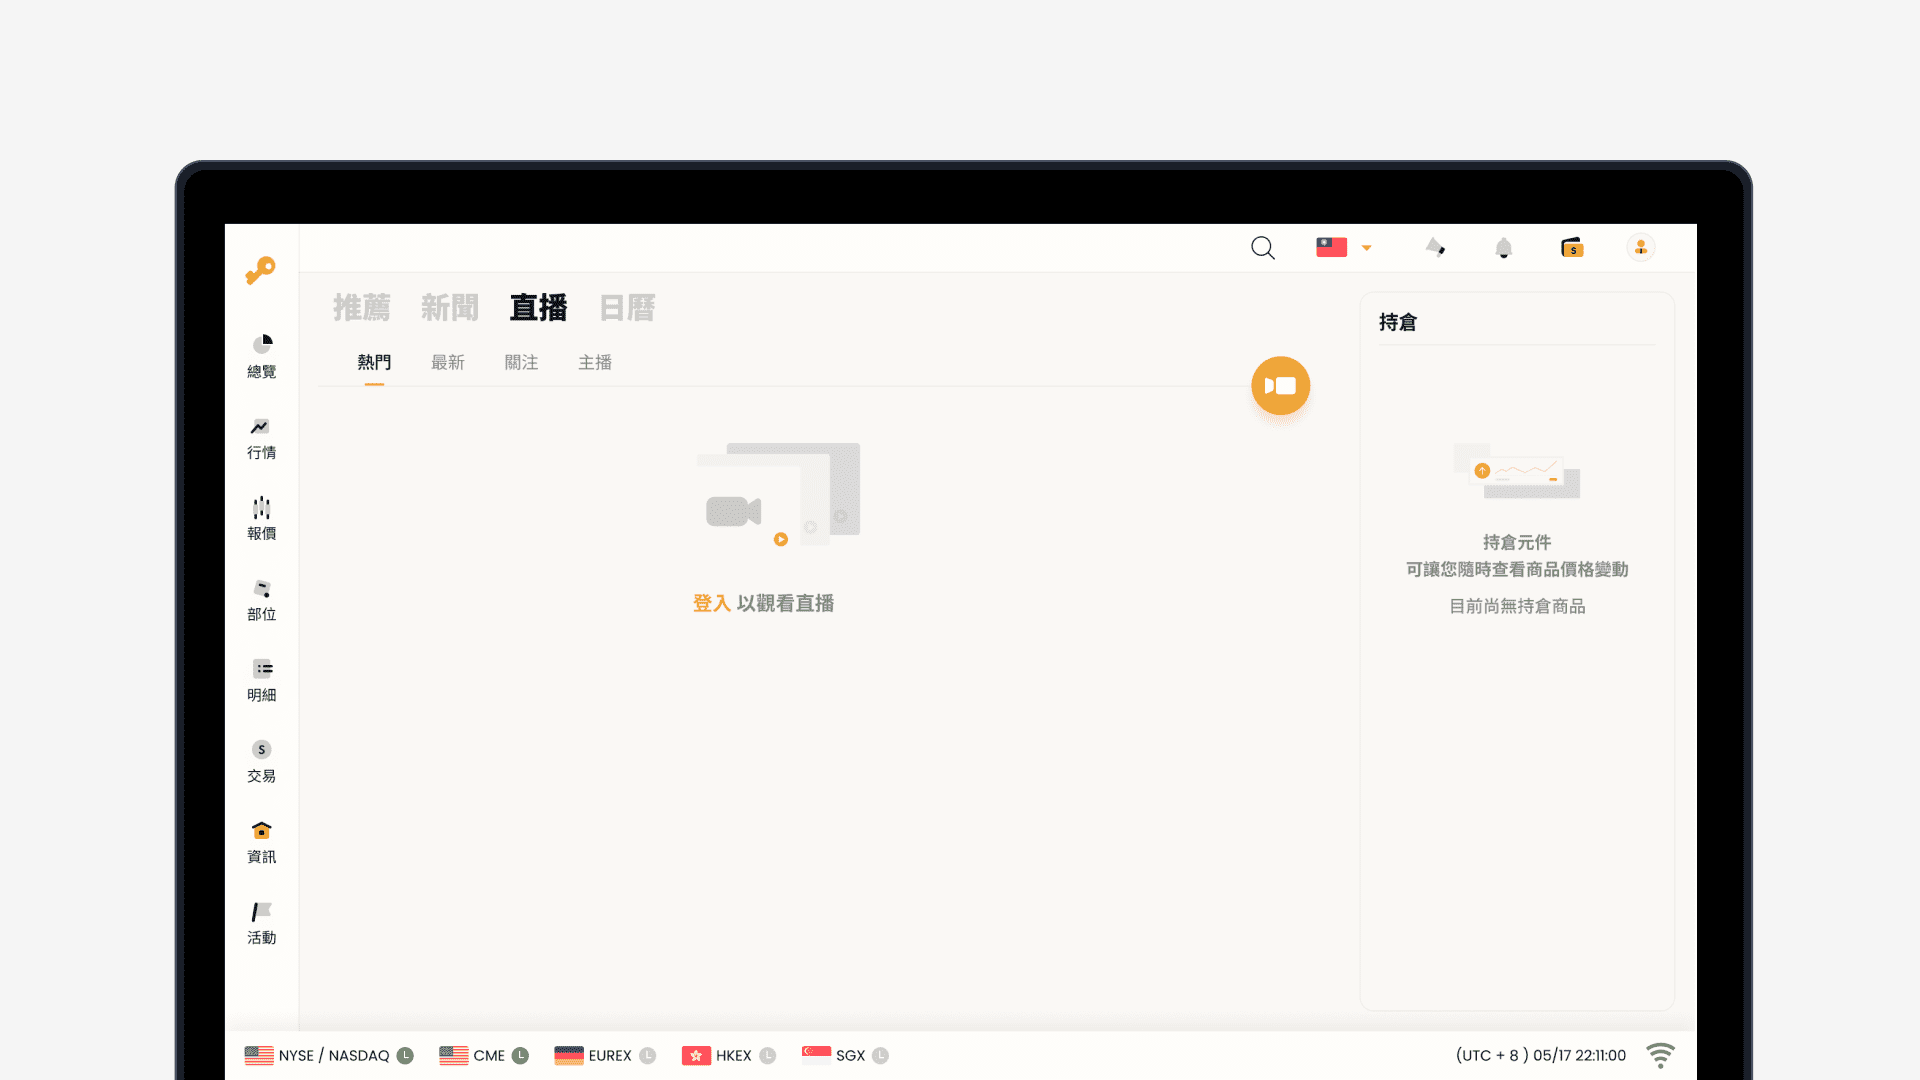 推薦 新聞 直播 日曆
熱門 最新 關注 主播
總覽
行情
報價
部位
明細
交易
資訊
活動
登入 以觀看直播
持倉
持倉元件
可讓您隨時查看商品價格變動
目前尚無持倉商品
NYSE / NASDAQ CME EUREX HKEX SGX
(UTC + 8 ) 05/17 22:11:00